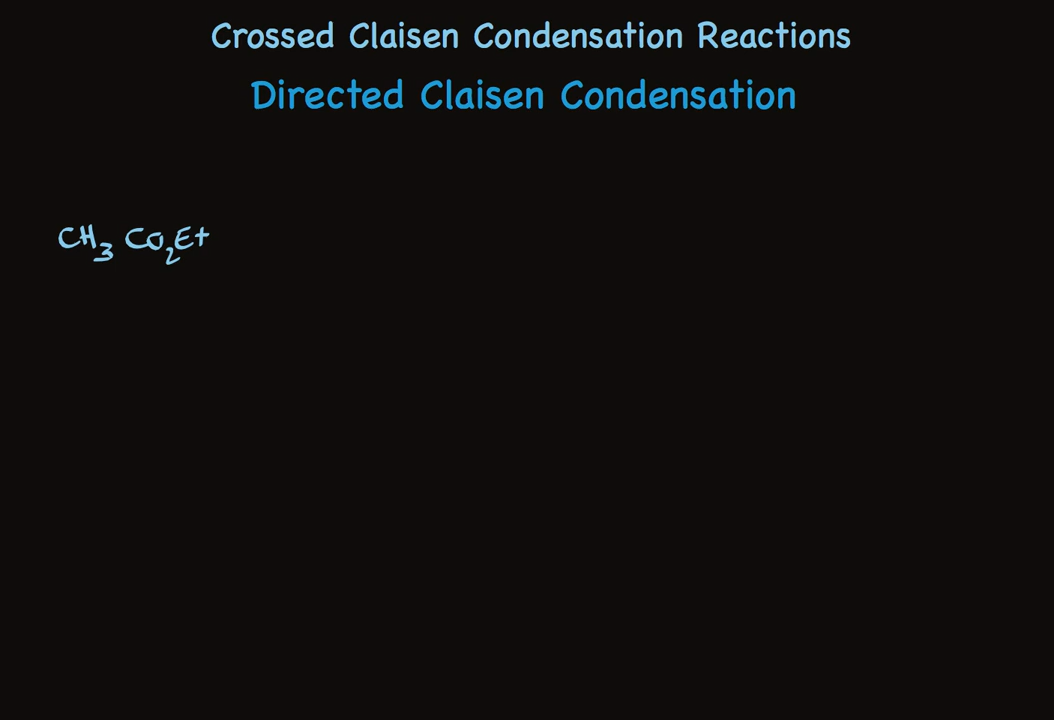 Crossed Claisen Condensation Reactions
Directed Claisen Condensation
CH₃ CO₂Et